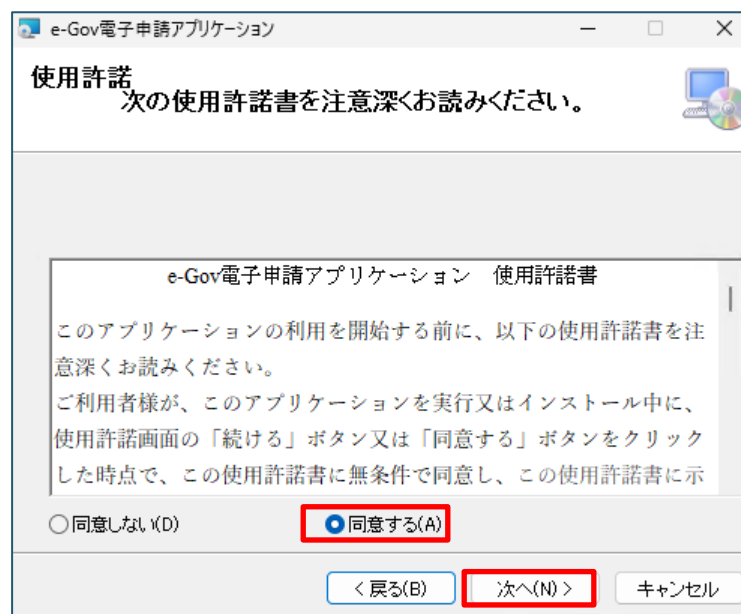 e-Gov電子申請アプリケーション
使用許諾
次の使用許諾書を注意深くお読みください。
e-Gov電子申請アプリケーション　使用許諾書
このアプリケーションの利用を開始する前に、以下の使用許諾書を注
意深くお読みください。
ご利用者様が、このアプリケーションを実行又はインストール中に、
使用許諾画面の「続ける」ボタン又は「同意する」ボタンをクリック
した時点で、この使用許諾書に無条件で同意し、この使用許諾書に示
同意しない(D)
同意する(A)
< 戻る(B)
次へ(N) >
キャンセル